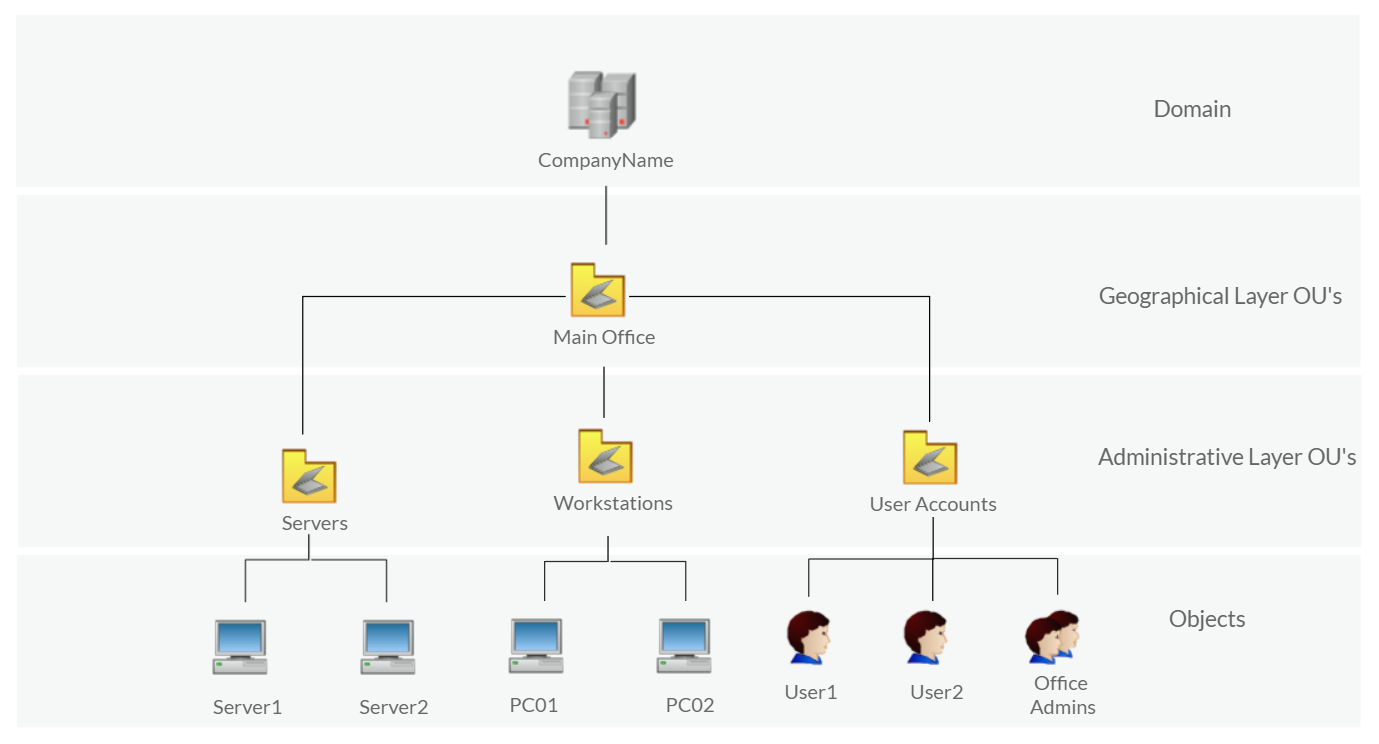 Domain
CompanyName
Geographical Layer OU's
Main Office
Administrative Layer OU's
Servers
Workstations
User Accounts
Objects
Server1
Server2
PC01
PC02
User1
User2
Office
Admins